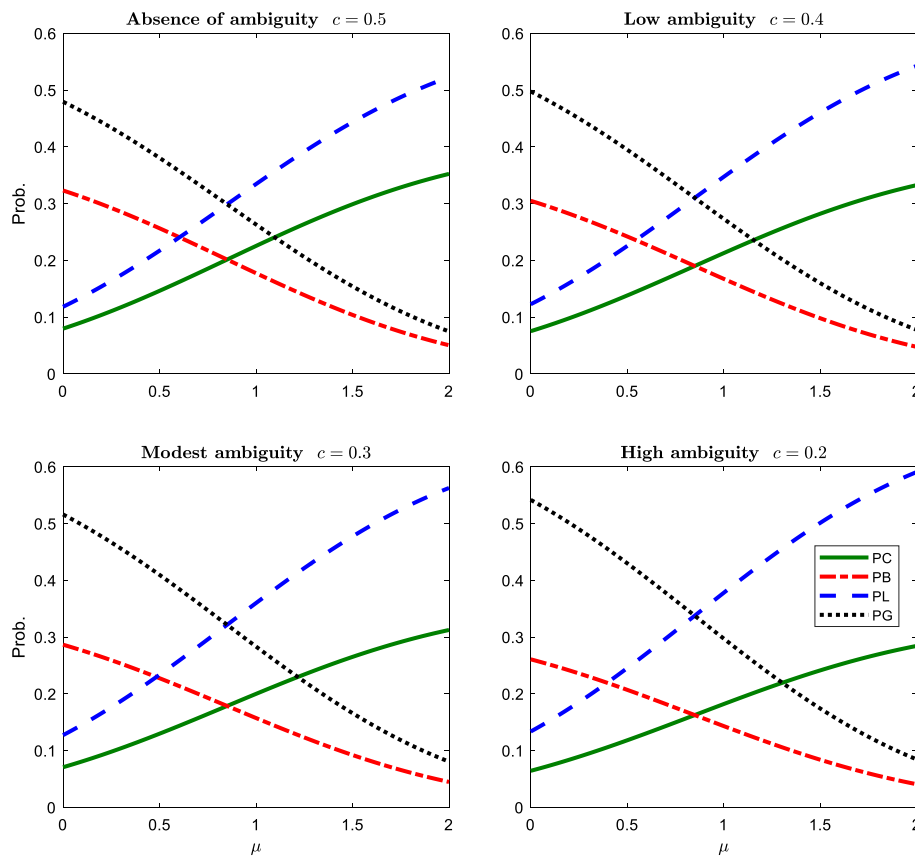 Absence of ambiguity c = 0.5
0.6
0.5
0.4
0.3
0.2
0.1
0
Prob.
0 0.5 1 1.5 2
Low ambiguity c = 0.4
0.6
0.5
0.4
0.3
0.2
0.1
0
0 0.5 1 1.5 2
Modest ambiguity c = 0.3
0.6
0.5
0.4
0.3
0.2
0.1
0
Prob.
0 0.5 1 1.5 2
μ
High ambiguity c = 0.2
0.6
0.5
0.4
0.3
0.2
0.1
0
PC
PB
PL
PG
0 0.5 1 1.5 2
μ